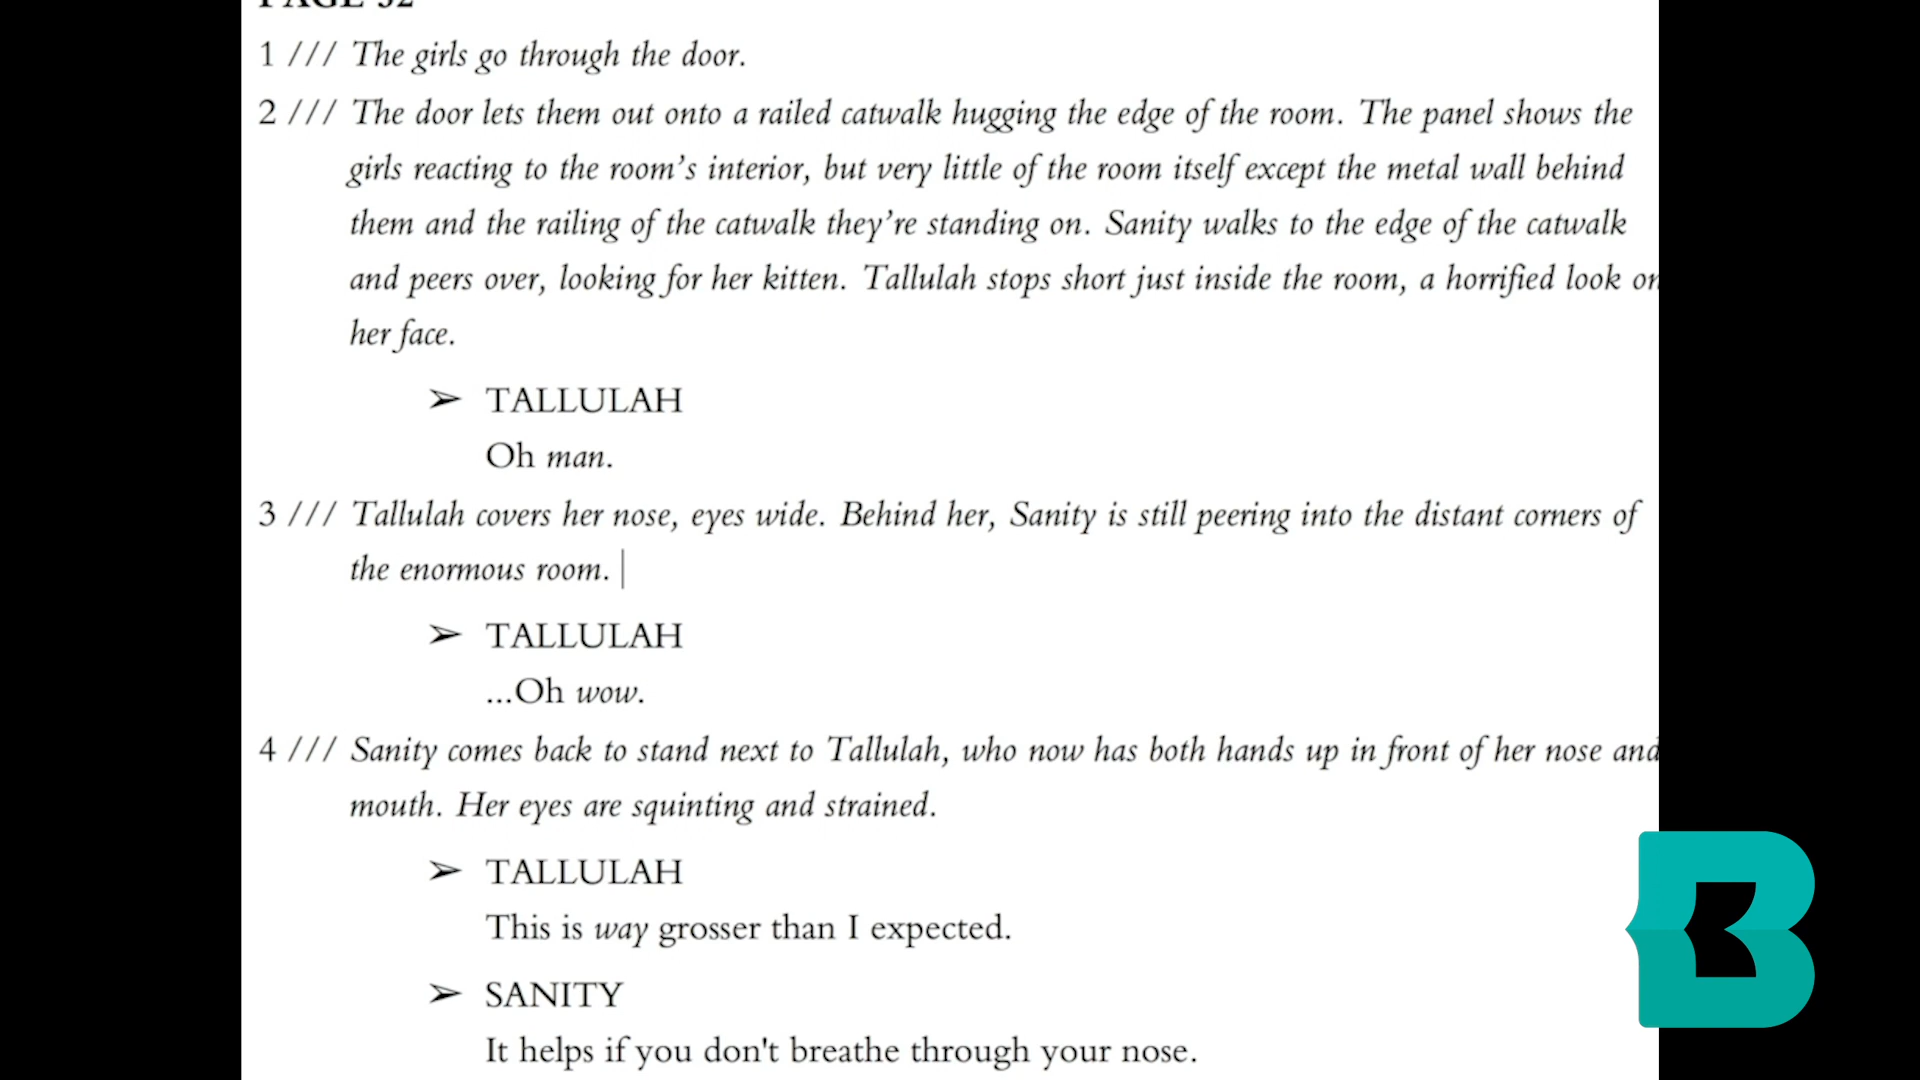 PAGE 32
1 /// The girls go through the door.
2 /// The door lets them out onto a railed catwalk hugging the edge of the room. The panel shows the
girls reacting to the room’s interior, but very little of the room itself except the metal wall behind
them and the railing of the catwalk they’re standing on. Sanity walks to the edge of the catwalk
and peers over, looking for her kitten. Tallulah stops short just inside the room, a horrified look on
her face.
➢ TALLULAH
Oh man.
3 /// Tallulah covers her nose, eyes wide. Behind her, Sanity is still peering into the distant corners of
the enormous room.
➢ TALLULAH
...Oh wow.
4 /// Sanity comes back to stand next to Tallulah, who now has both hands up in front of her nose and
mouth. Her eyes are squinting and strained.
➢ TALLULAH
This is way grosser than I expected.
➢ SANITY
It helps if you don't breathe through your nose.
B